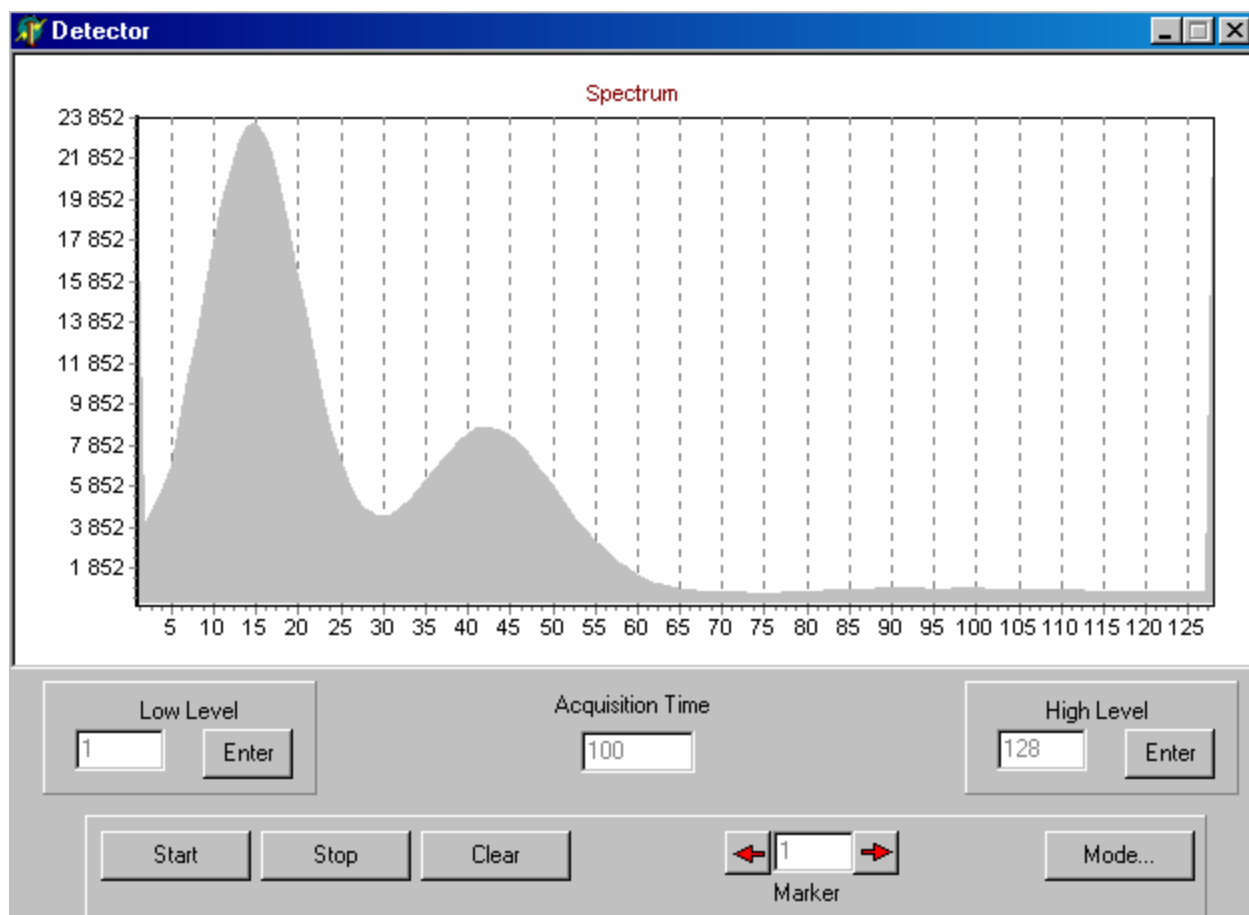 Detector
Spectrum
23 852
21 852
19 852
17 852
15 852
13 852
11 852
9 852
7 852
5 852
3 852
1 852
5 10 15 20 25 30 35 40 45 50 55 60 65 70 75 80 85 90 95 100 105 110 115 120 125
Low Level
1 Enter
Acquisition Time
100
High Level
128 Enter
Start Stop Clear 1 Mode...
Marker